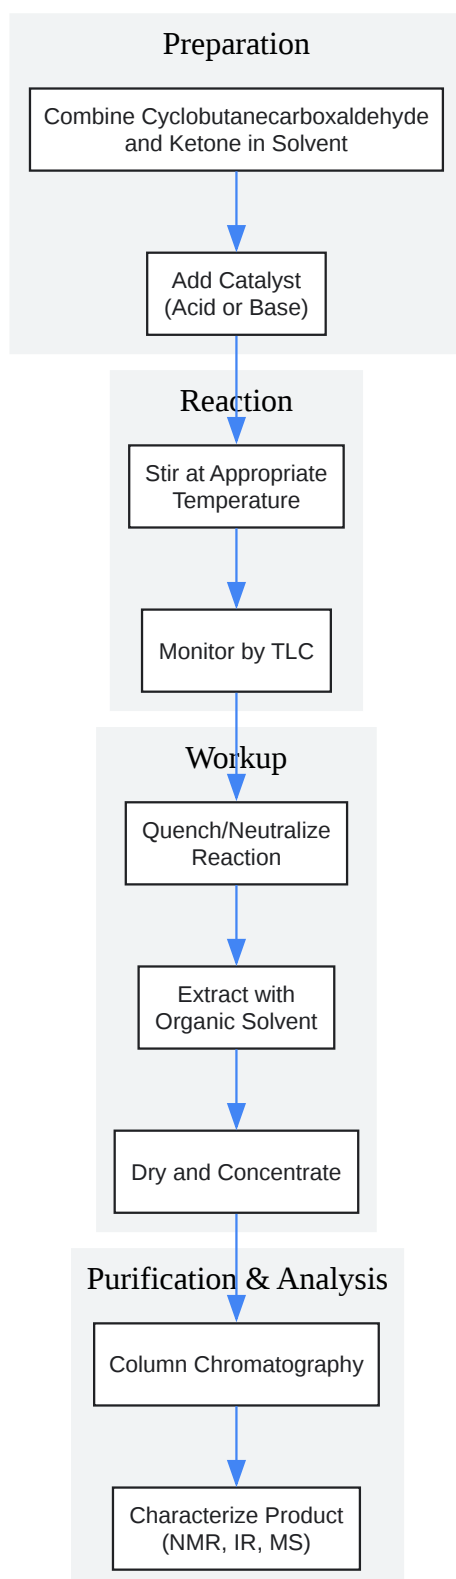 Preparation
Combine Cyclobutanecarboxaldehyde
and Ketone in Solvent
Add Catalyst
(Acid or Base)
Reaction
Stir at Appropriate
Temperature
Monitor by TLC
Workup
Quench/Neutralize
Reaction
Extract with
Organic Solvent
Dry and Concentrate
Purification & Analysis
Column Chromatography
Characterize Product
(NMR, IR, MS)